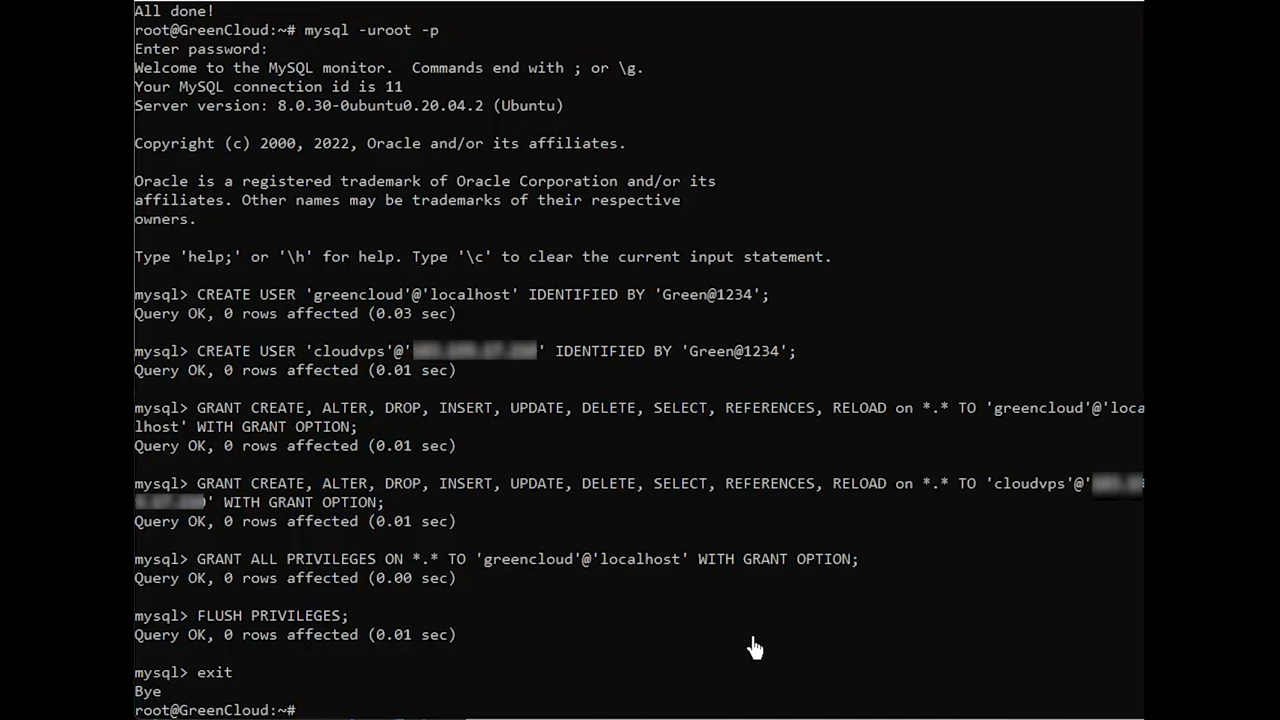 All done!
root@GreenCloud:~# mysql -uroot -p
Enter password:
Welcome to the MySQL monitor.  Commands end with ; or \g.
Your MySQL connection id is 11
Server version: 8.0.30-0ubuntu0.20.04.2 (Ubuntu)
Copyright (c) 2000, 2022, Oracle and/or its affiliates.
Oracle is a registered trademark of Oracle Corporation and/or its
affiliates. Other names may be trademarks of their respective
owners.
Type 'help;' or '\h' for help. Type '\c' to clear the current input statement.
mysql> CREATE USER 'greencloud'@'localhost' IDENTIFIED BY 'Green@1234';
Query OK, 0 rows affected (0.03 sec)
mysql> CREATE USER 'cloudvps'@' ' IDENTIFIED BY 'Green@1234';
Query OK, 0 rows affected (0.01 sec)
mysql> GRANT CREATE, ALTER, DROP, INSERT, UPDATE, DELETE, SELECT, REFERENCES, RELOAD on *.* TO 'greencloud'@'loca
lhost' WITH GRANT OPTION;
Query OK, 0 rows affected (0.01 sec)
mysql> GRANT CREATE, ALTER, DROP, INSERT, UPDATE, DELETE, SELECT, REFERENCES, RELOAD on *.* TO 'cloudvps'@'
' WITH GRANT OPTION;
Query OK, 0 rows affected (0.01 sec)
mysql> GRANT ALL PRIVILEGES ON *.* TO 'greencloud'@'localhost' WITH GRANT OPTION;
Query OK, 0 rows affected (0.00 sec)
mysql> FLUSH PRIVILEGES;
Query OK, 0 rows affected (0.01 sec)
mysql> exit
Bye
root@GreenCloud:~#